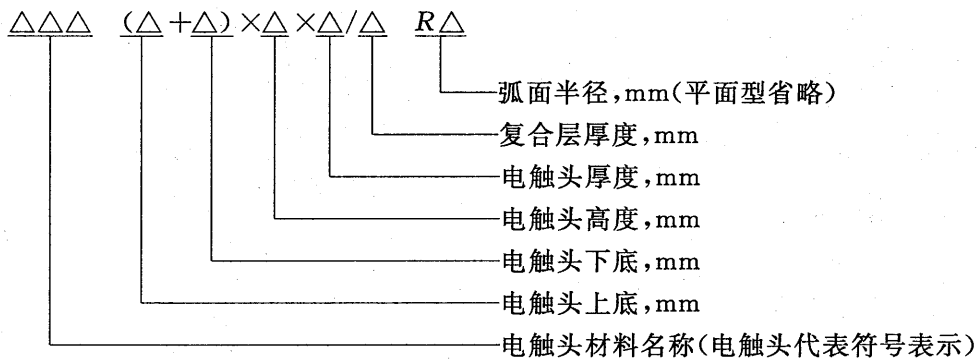 △△△ (△+△)×△×△/△ R△
弧面半径,mm(平面型省略)
复合层厚度,mm
电触头厚度,mm
电触头高度,mm
电触头下底,mm
电触头上底,mm
电触头材料名称(电触头代表符号表示)